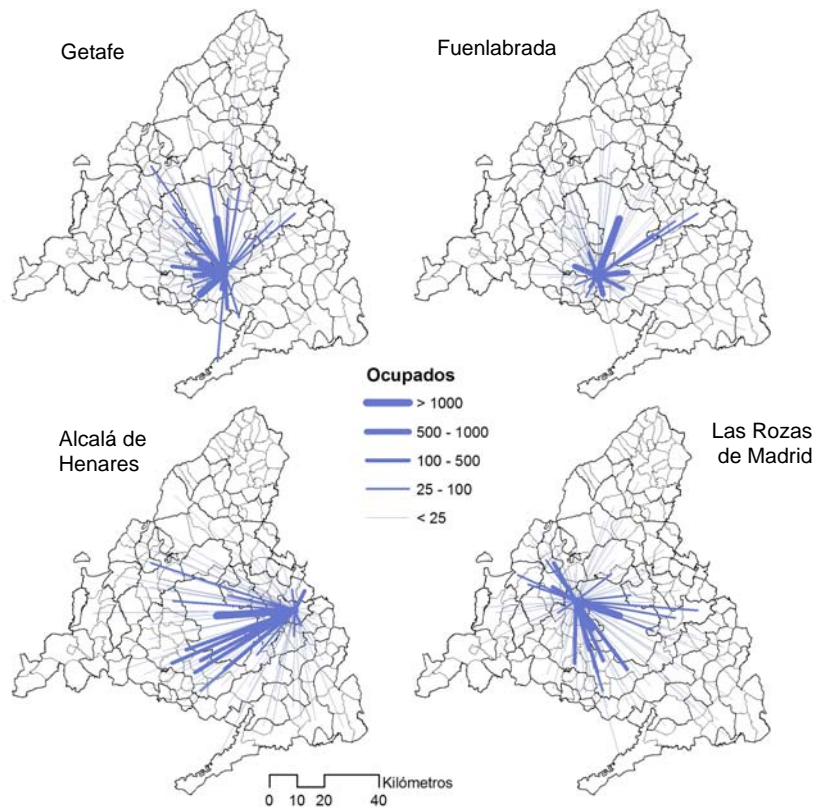 Getafe
Fuenlabrada
Ocupados
> 1000
500 - 1000
100 - 500
25 - 100
< 25
Alcalá de
Henares
Las Rozas
de Madrid
Kilómetros
0 10 20 40